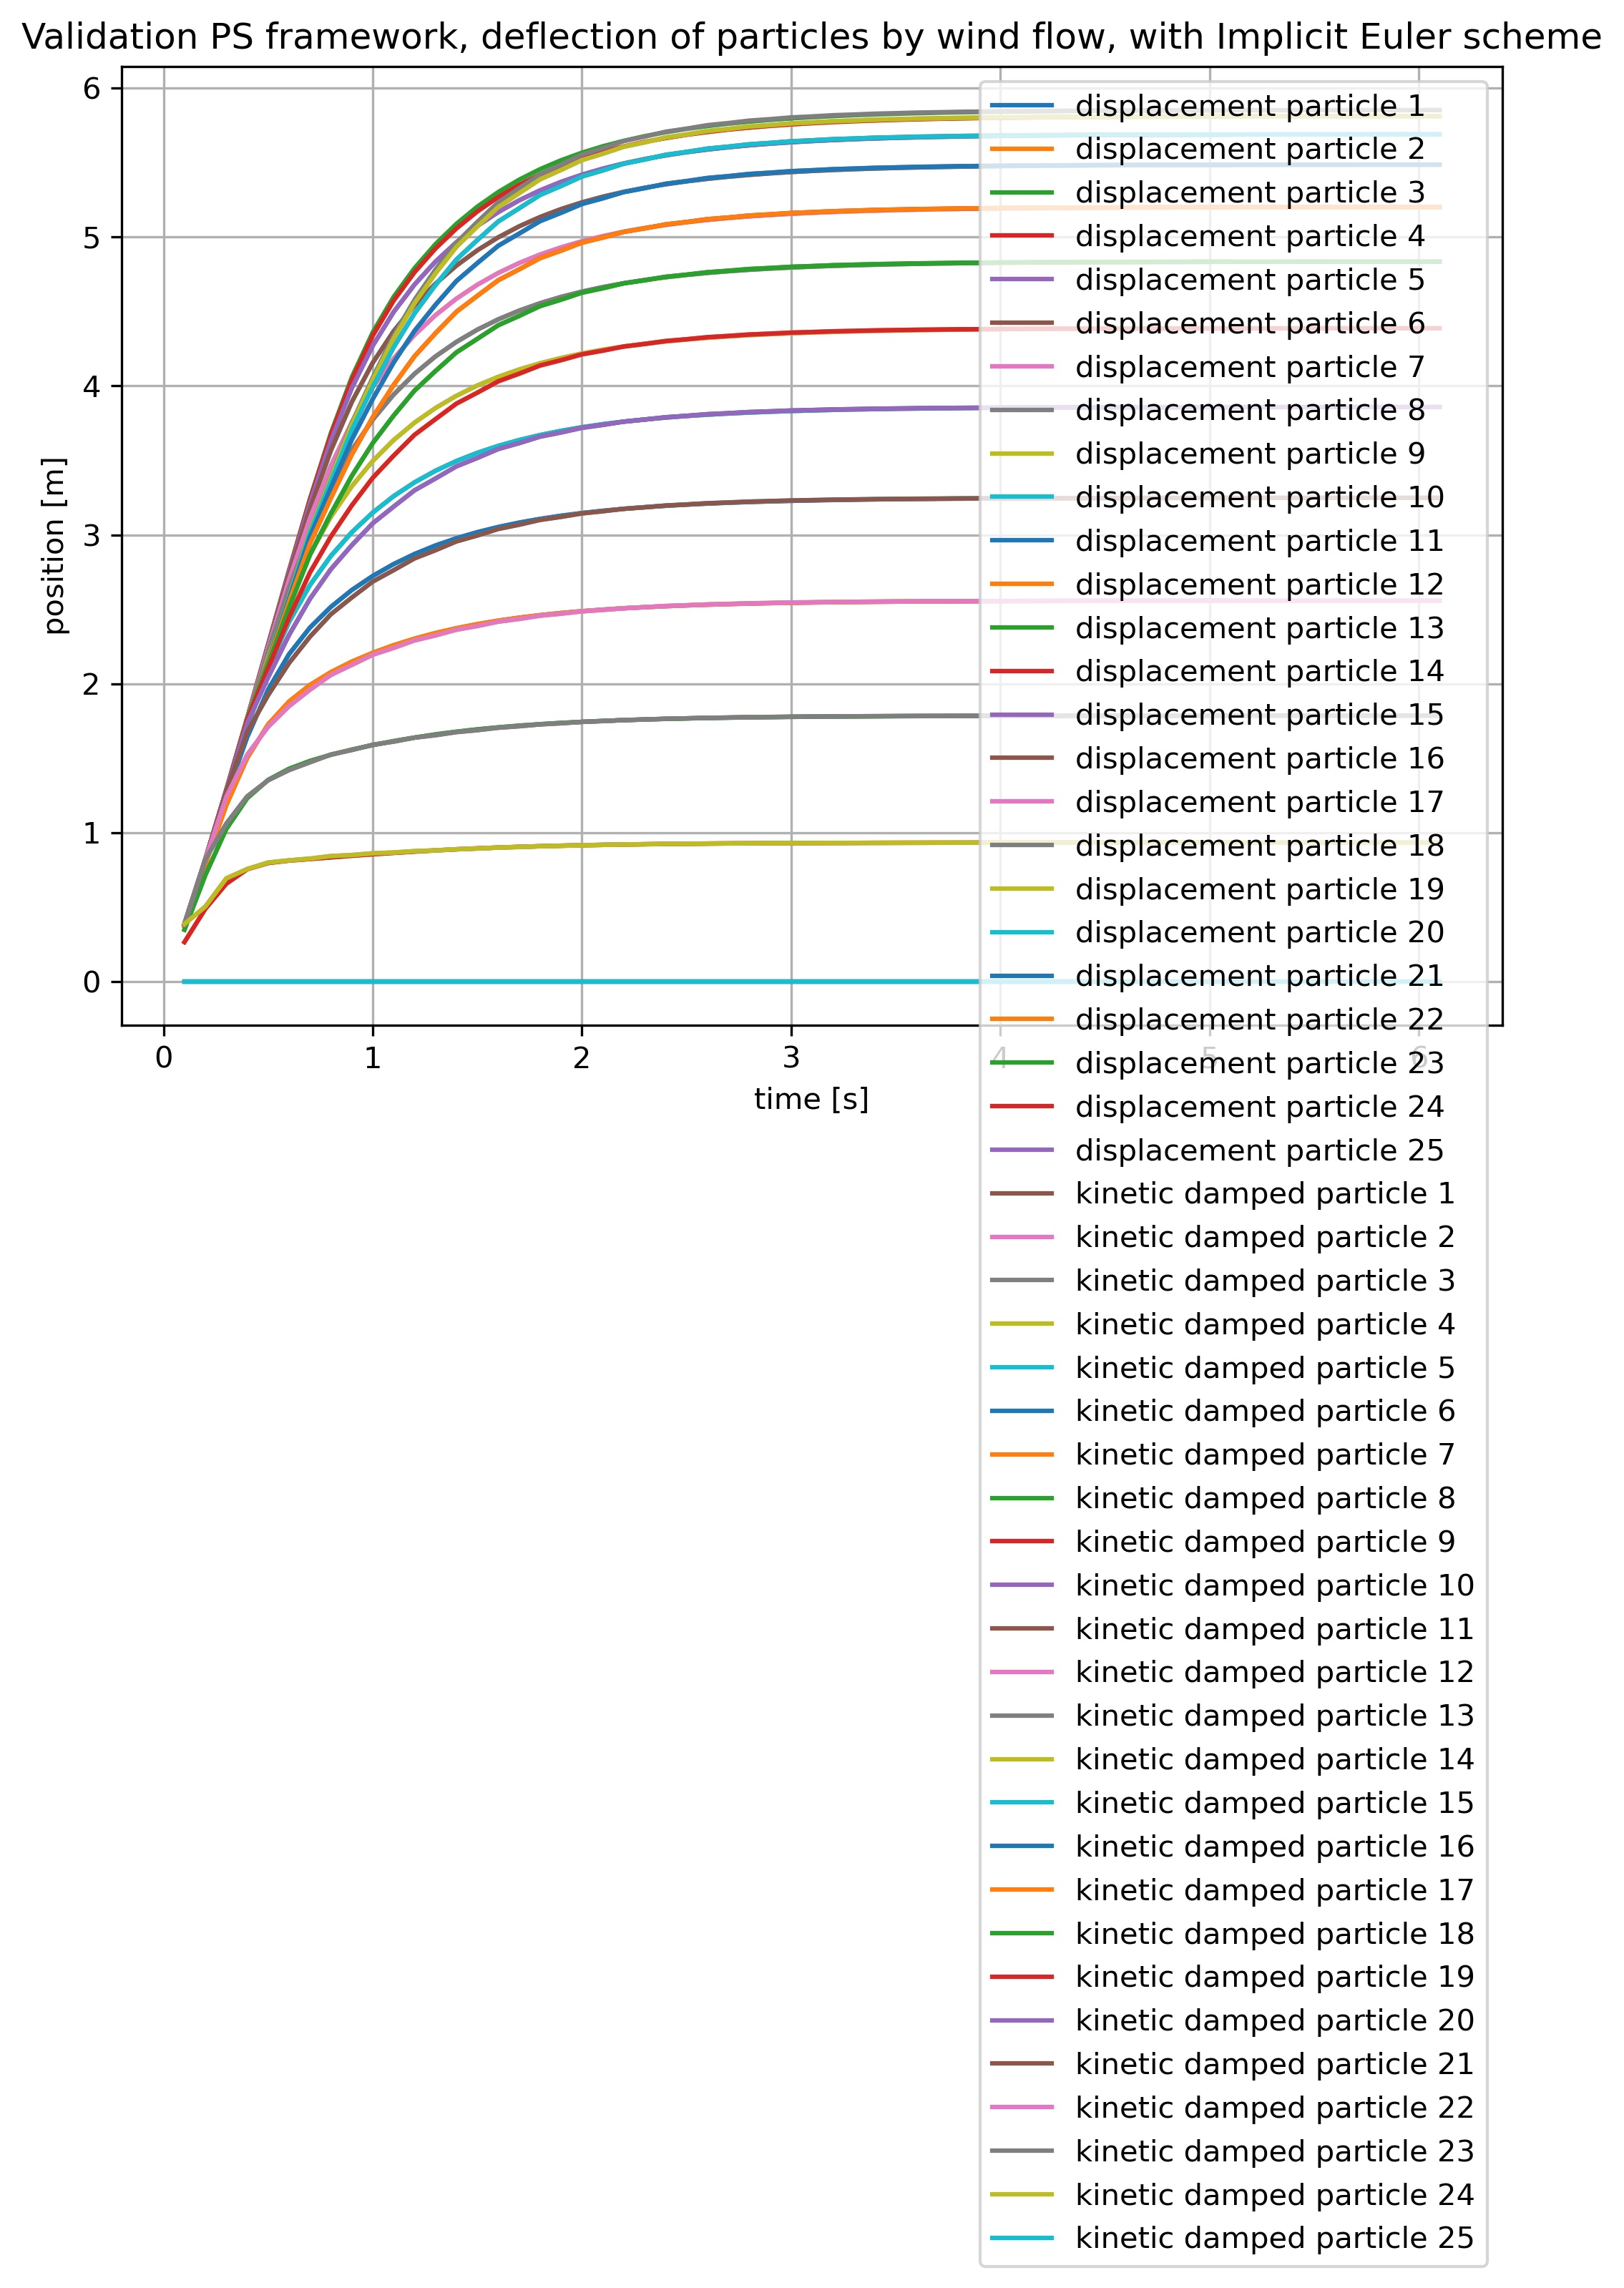 Validation PS framework, deflection of particles by wind flow, with Implicit Euler scheme
6
5
4
3
2
1
0
position [m]
0
1
2
3
4
5
6
time [s]
displacement particle 1
displacement particle 2
displacement particle 3
displacement particle 4
displacement particle 5
displacement particle 6
displacement particle 7
displacement particle 8
displacement particle 9
displacement particle 10
displacement particle 11
displacement particle 12
displacement particle 13
displacement particle 14
displacement particle 15
displacement particle 16
displacement particle 17
displacement particle 18
displacement particle 19
displacement particle 20
displacement particle 21
displacement particle 22
displacement particle 23
displacement particle 24
displacement particle 25
kinetic damped particle 1
kinetic damped particle 2
kinetic damped particle 3
kinetic damped particle 4
kinetic damped particle 5
kinetic damped particle 6
kinetic damped particle 7
kinetic damped particle 8
kinetic damped particle 9
kinetic damped particle 10
kinetic damped particle 11
kinetic damped particle 12
kinetic damped particle 13
kinetic damped particle 14
kinetic damped particle 15
kinetic damped particle 16
kinetic damped particle 17
kinetic damped particle 18
kinetic damped particle 19
kinetic damped particle 20
kinetic damped particle 21
kinetic damped particle 22
kinetic damped particle 23
kinetic damped particle 24
kinetic damped particle 25